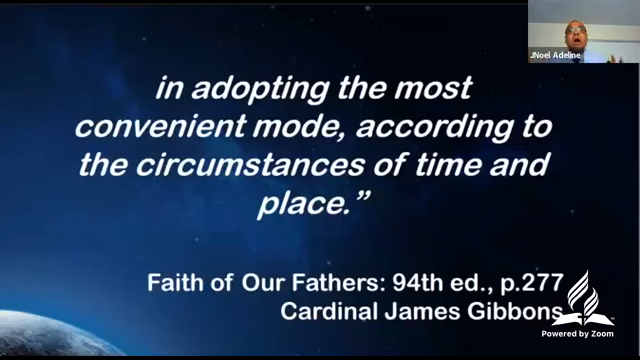 JNoel Adeline
in adopting the most
convenient mode, according to
the circumstances of time and
place.”
Faith of Our Fathers: 94th ed., p.277
Cardinal James Gibbons
Powered by Zoom